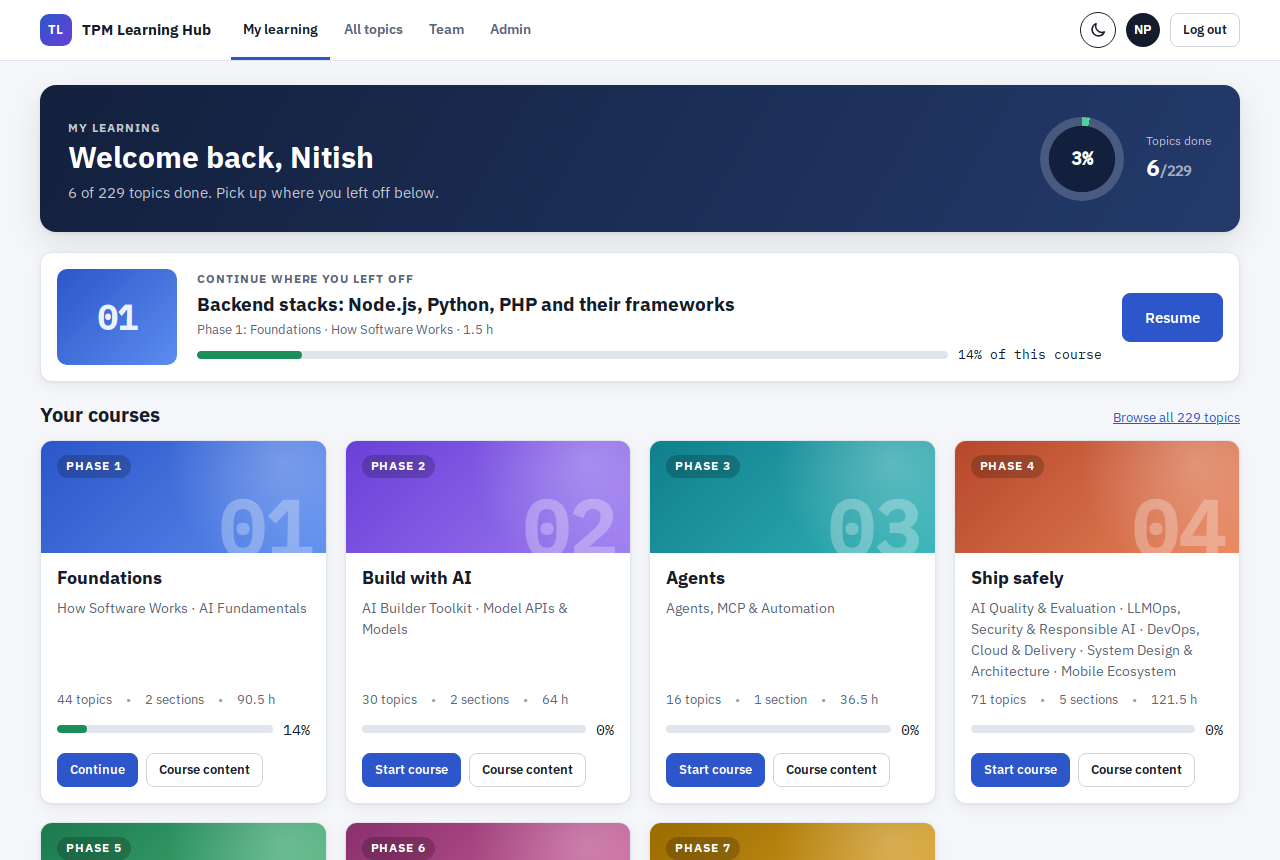 TL TPM Learning Hub My learning All topics Team Admin NP Log out
MY LEARNING
Welcome back, Nitish
6 of 229 topics done. Pick up where you left off below.
3%
Topics done
6/229
01
CONTINUE WHERE YOU LEFT OFF
Backend stacks: Node.js, Python, PHP and their frameworks
Phase 1: Foundations · How Software Works · 1.5 h
14% of this course
Resume
Your courses
Browse all 229 topics
PHASE 1
01
Foundations
How Software Works · AI Fundamentals
44 topics • 2 sections • 90.5 h
14%
Continue Course content
PHASE 2
02
Build with AI
AI Builder Toolkit · Model APIs &
Models
30 topics • 2 sections • 64 h
0%
Start course Course content
PHASE 3
03
Agents
Agents, MCP & Automation
16 topics • 1 section • 36.5 h
0%
Start course Course content
PHASE 4
04
Ship safely
AI Quality & Evaluation · LLMOps,
Security & Responsible AI · DevOps,
Cloud & Delivery · System Design &
Architecture · Mobile Ecosystem
71 topics • 5 sections • 121.5 h
0%
Start course Course content
PHASE 5
PHASE 6
PHASE 7